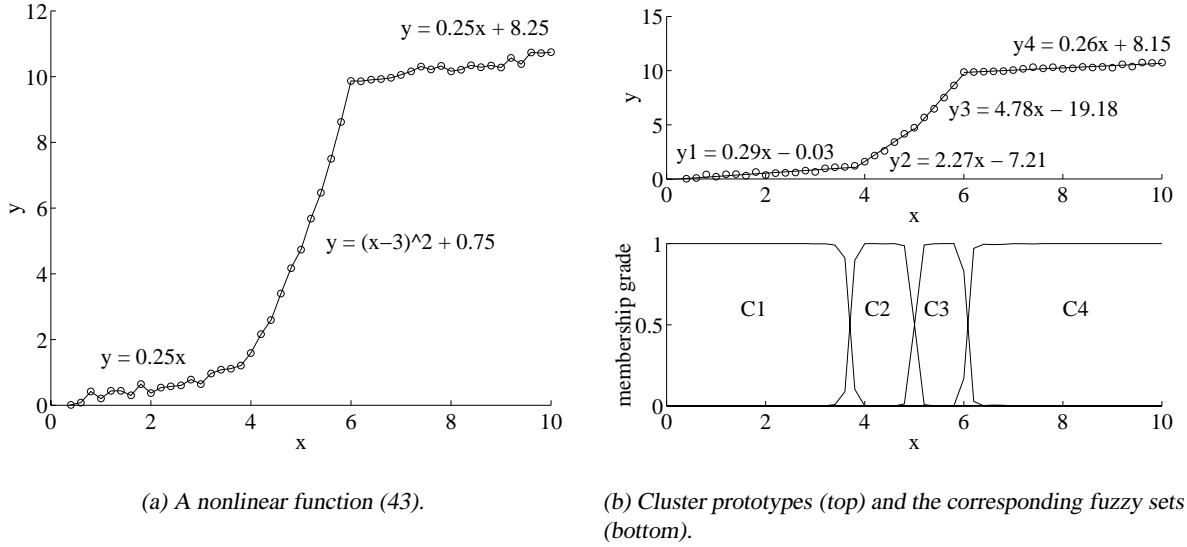 12
10
8
6
4
2
0
y
y = 0.25x + 8.25
y = (x−3)^2 + 0.75
y = 0.25x
0 2 4 6 8 10
x
(a) A nonlinear function (43).
15
10
5
0
y
y4 = 0.26x + 8.15
y3 = 4.78x − 19.18
y1 = 0.29x − 0.03
y2 = 2.27x − 7.21
0 2 4 6 8 10
x
1
0.5
0
membership grade
C1 C2 C3 C4
0 2 4 6 8 10
x
(b) Cluster prototypes (top) and the corresponding fuzzy sets
(bottom).